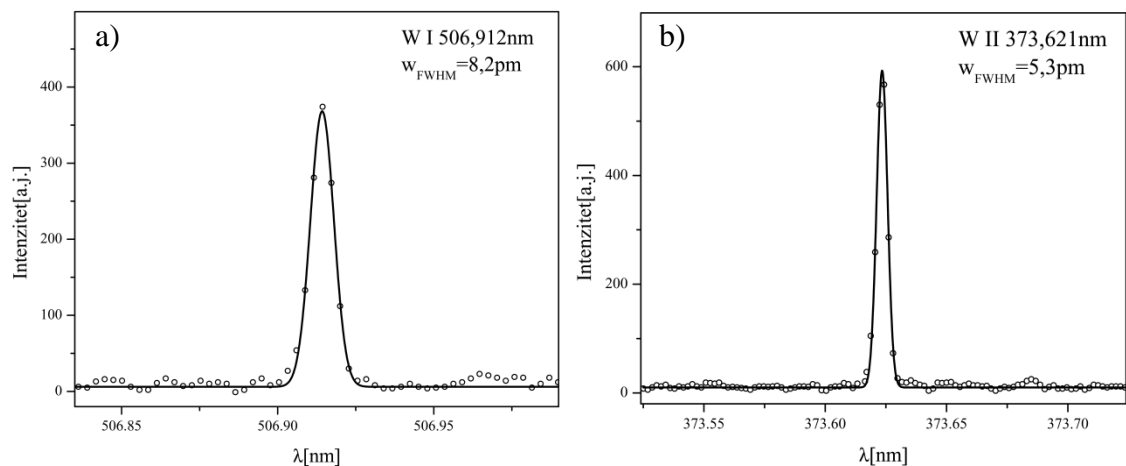 a)
W I 506,912nm
w_FWHM=8,2pm
Intenzitet[a.j.]
400
300
200
100
0
506.85
506.90
506.95
λ[nm]
b)
W II 373,621nm
w_FWHM=5,3pm
Intenzitet[a.j.]
600
400
200
0
373.55
373.60
373.65
373.70
λ[nm]